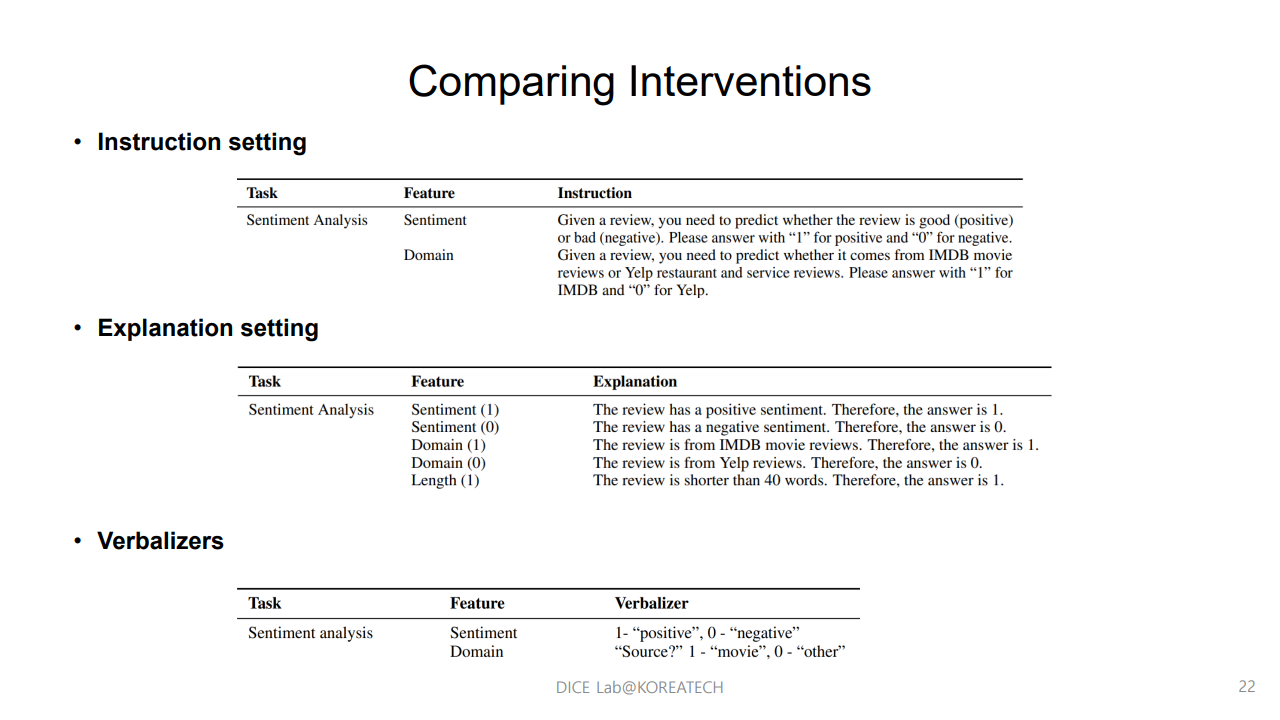 Comparing Interventions
• Instruction setting
Task Feature Instruction
Sentiment Analysis Sentiment Given a review, you need to predict whether the review is good (positive)
or bad (negative). Please answer with “1” for positive and “0” for negative.
Domain Given a review, you need to predict whether it comes from IMDB movie
reviews or Yelp restaurant and service reviews. Please answer with “1” for
IMDB and “0” for Yelp.
• Explanation setting
Task Feature Explanation
Sentiment Analysis Sentiment (1) The review has a positive sentiment. Therefore, the answer is 1.
Sentiment (0) The review has a negative sentiment. Therefore, the answer is 0.
Domain (1) The review is from IMDB movie reviews. Therefore, the answer is 1.
Domain (0) The review is from Yelp reviews. Therefore, the answer is 0.
Length (1) The review is shorter than 40 words. Therefore, the answer is 1.
• Verbalizers
Task Feature Verbalizer
Sentiment analysis Sentiment 1- “positive”, 0 - “negative”
Domain “Source?” 1 - “movie”, 0 - “other”
DICE Lab@KOREATECH
22